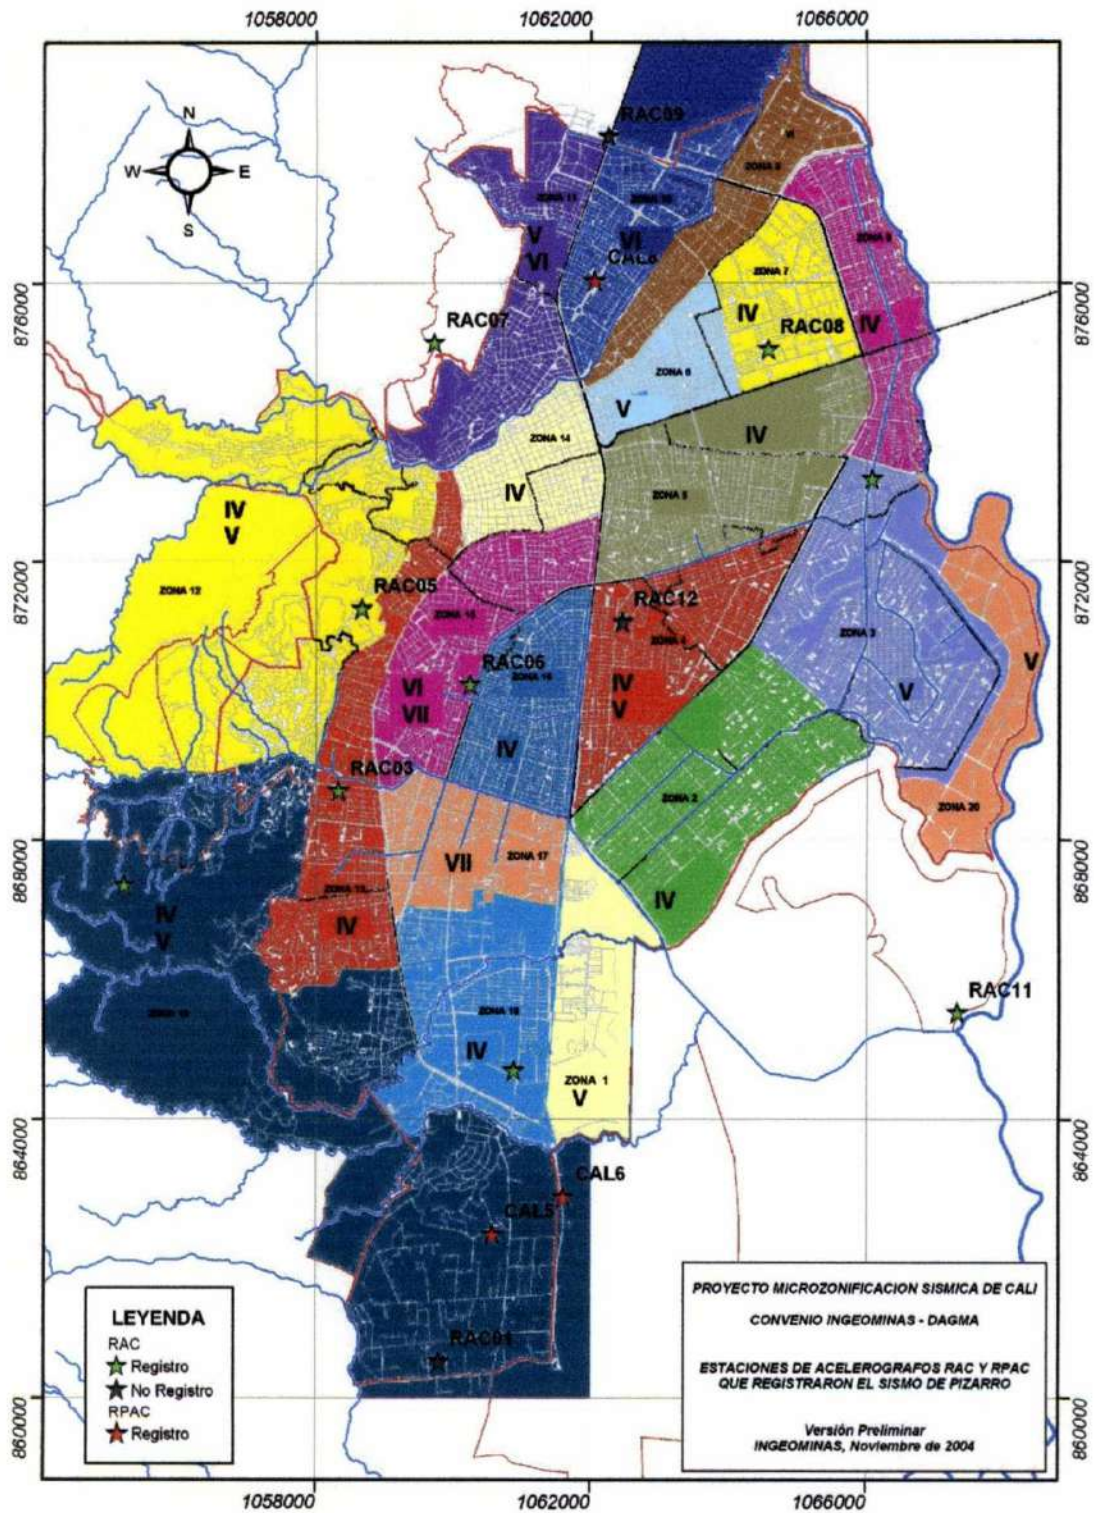 1058000
1062000
1066000
N
W E
S
RAC09
VI
ZONA 9
ZONA 11
ZONA 10
ZONA 8
V
VI
VI
CAL8
ZONA 7
876000
876000
IV
RAC08
IV
RAC07
ZONA 6
V
ZONA 14
IV
IV
ZONA 5
IV
V
872000
872000
ZONA 12
RAC05
RAC12
ZONA 15
ZONA 4
ZONA 3
RAC06
ZONA 16
VI
VII
IV
V
V
V
IV
RAC03
ZONA 2
ZONA 20
868000
868000
VII
ZONA 17
IV
V
IV
IV
RAC11
ZONA 18
IV
ZONA 1
V
864000
864000
CAL6
CAL5
RAC01
LEYENDA
RAC
Registro
No Registro
RPAC
Registro
PROYECTO MICROZONIFICACION SISMICA DE CALI
CONVENIO INGEOMINAS - DAGMA
ESTACIONES DE ACELEROGRAFOS RAC Y RPAC
QUE REGISTRARON EL SISMO DE PIZARRO
Versión Preliminar
INGEOMINAS, Noviembre de 2004
860000
860000
1058000
1062000
1066000